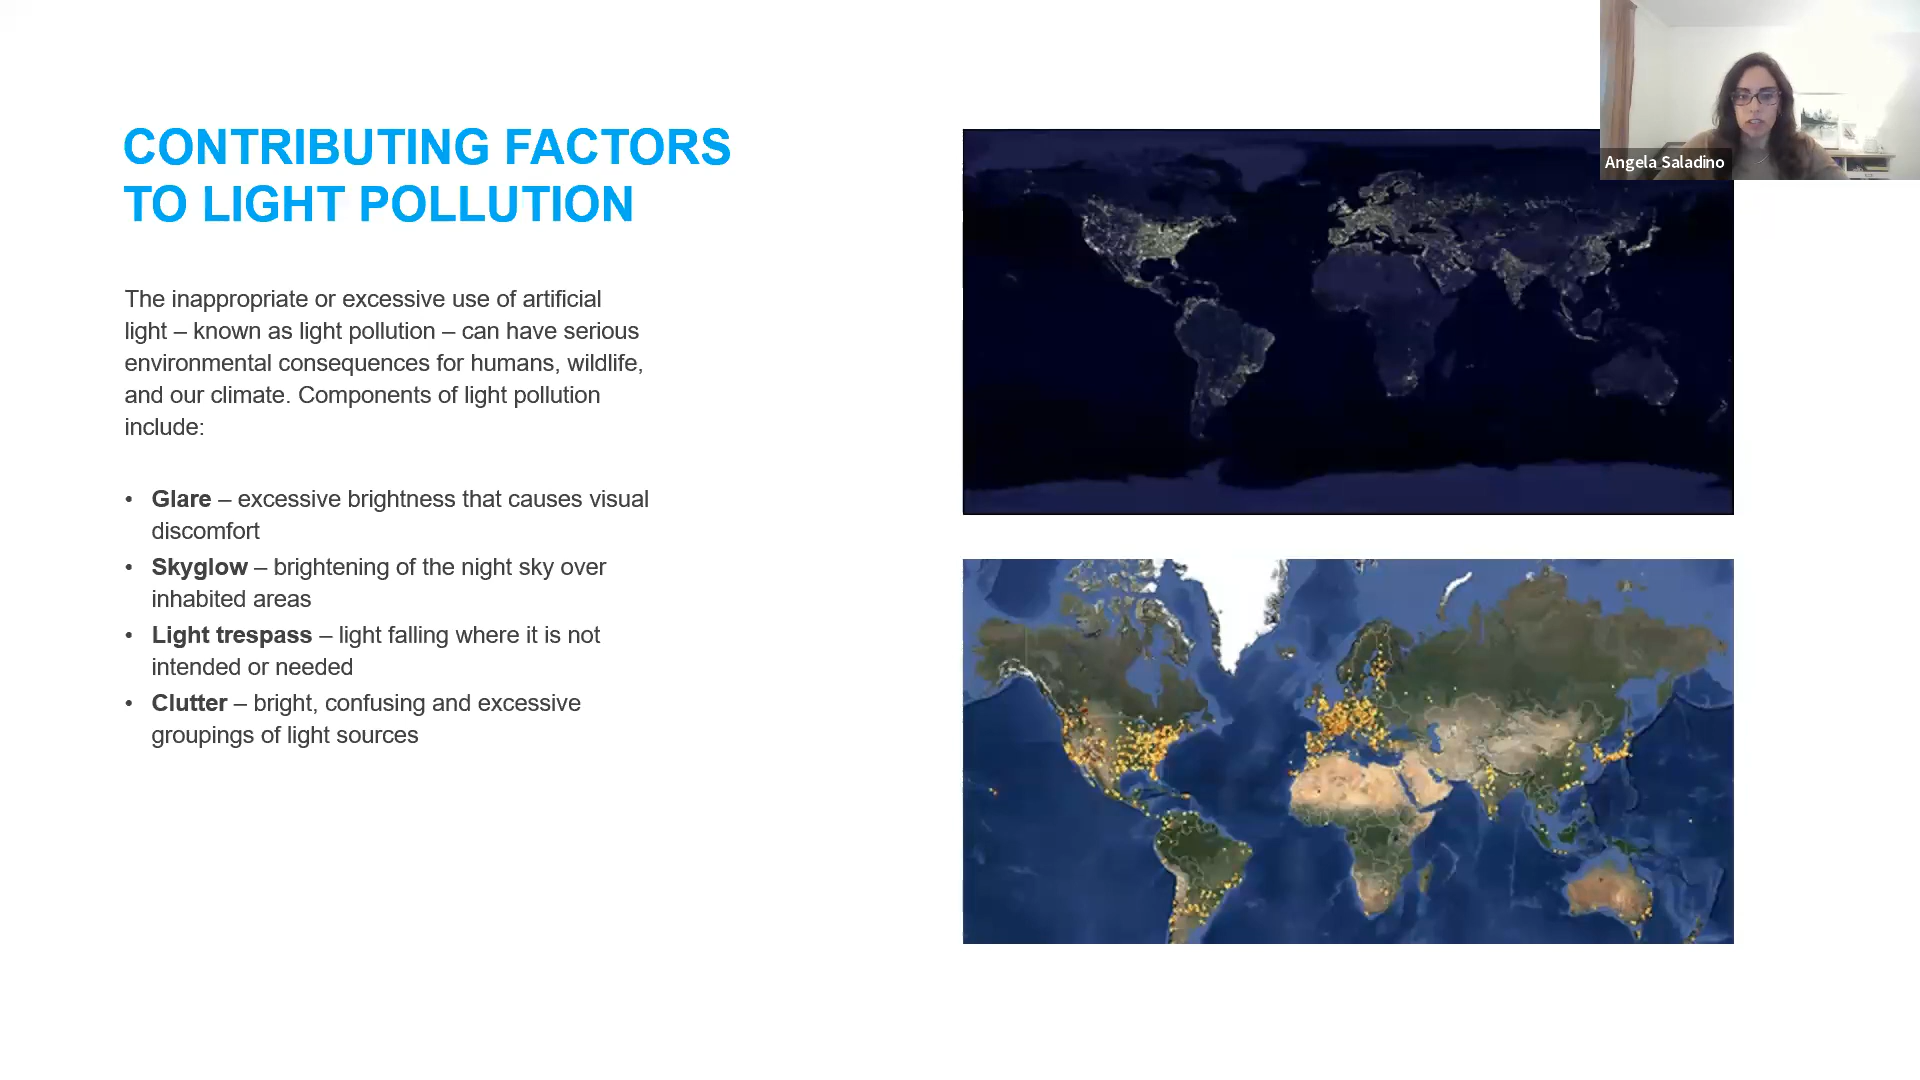 CONTRIBUTING FACTORS
TO LIGHT POLLUTION
The inappropriate or excessive use of artificial
light – known as light pollution – can have serious
environmental consequences for humans, wildlife,
and our climate. Components of light pollution
include:
• Glare – excessive brightness that causes visual
discomfort
• Skyglow – brightening of the night sky over
inhabited areas
• Light trespass – light falling where it is not
intended or needed
• Clutter – bright, confusing and excessive
groupings of light sources
Angela Saladino